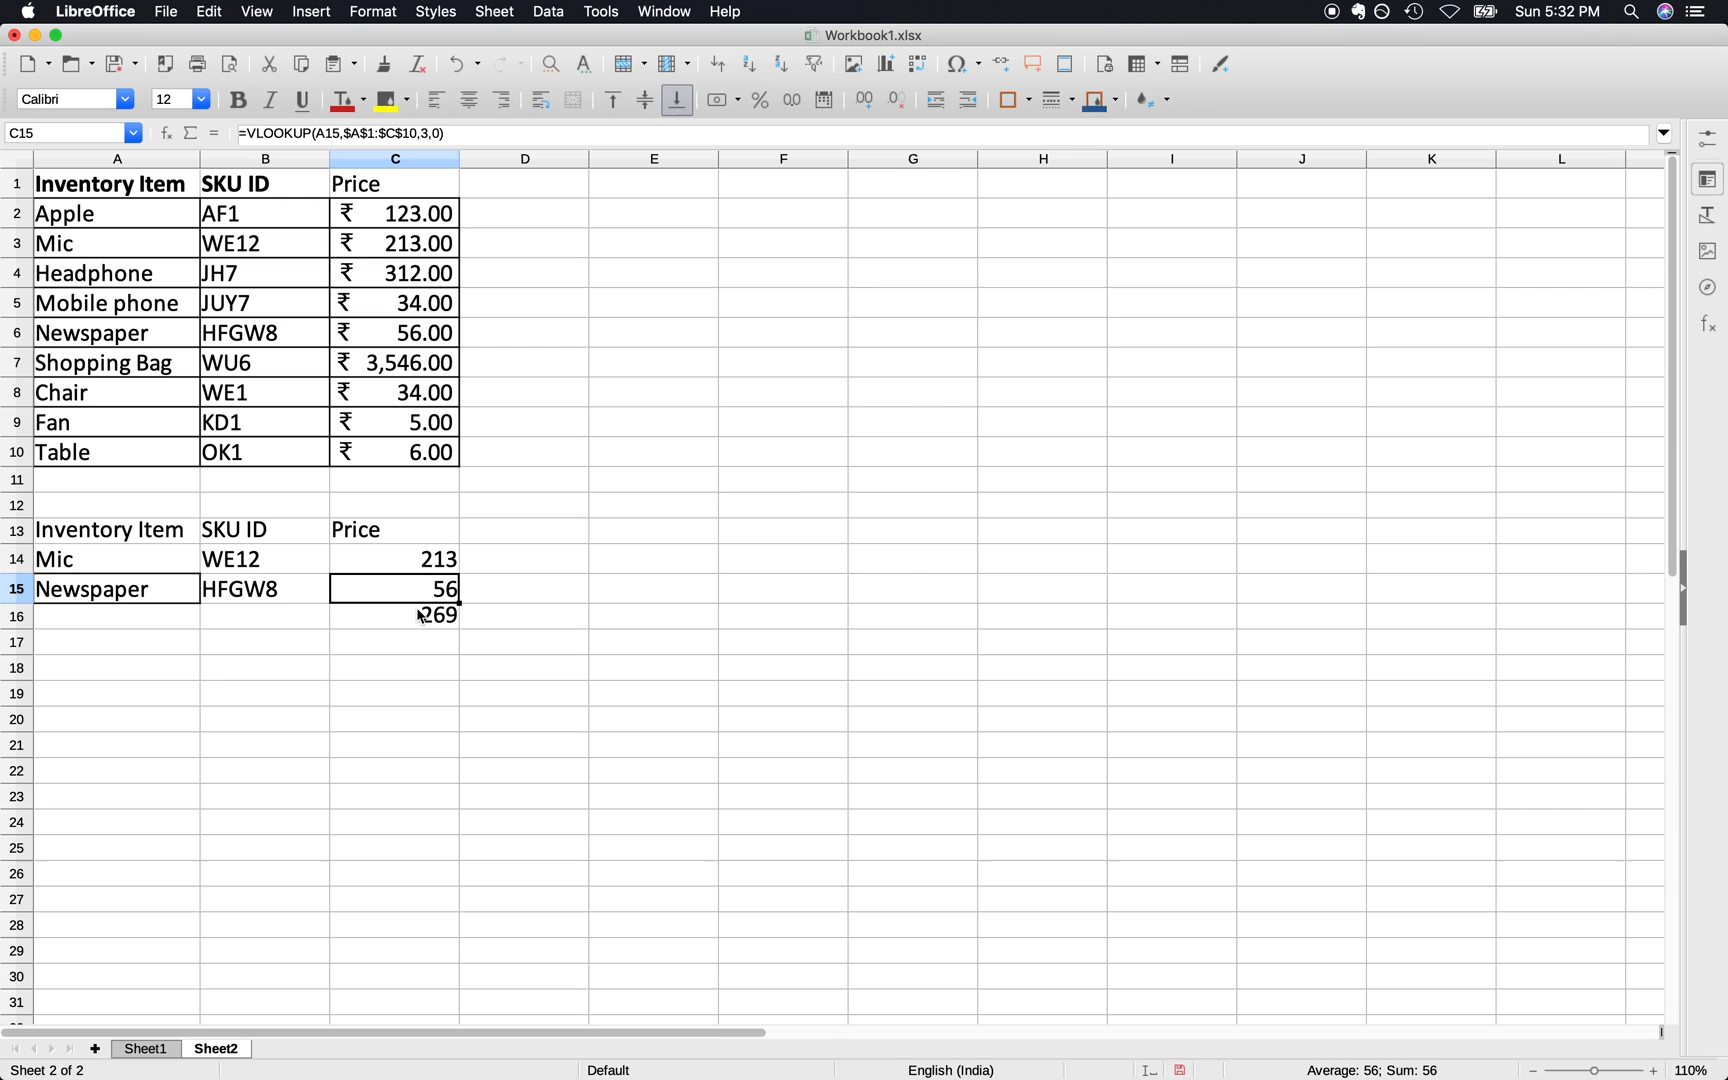 LibreOffice File Edit View Insert Format Styles Sheet Data Tools Window Help Sun 5:32 PM
Workbook1.xlsx
Calibri 12
C15 =VLOOKUP(A15,$A$1:$C$10,3,0)
A B C D E F G H I J K L
1 Inventory Item SKU ID Price
2 Apple AF1 ₹ 123.00
3 Mic WE12 ₹ 213.00
4 Headphone JH7 ₹ 312.00
5 Mobile phone JUY7 ₹ 34.00
6 Newspaper HFGW8 ₹ 56.00
7 Shopping Bag WU6 ₹ 3,546.00
8 Chair WE1 ₹ 34.00
9 Fan KD1 ₹ 5.00
10 Table OK1 ₹ 6.00
11
12
13 Inventory Item SKU ID Price
14 Mic WE12 213
15 Newspaper HFGW8 56
16 269
17
18
19
20
21
22
23
24
25
26
27
28
29
30
31
Sheet1 Sheet2
Sheet 2 of 2 Default English (India) Average: 56; Sum: 56 110%